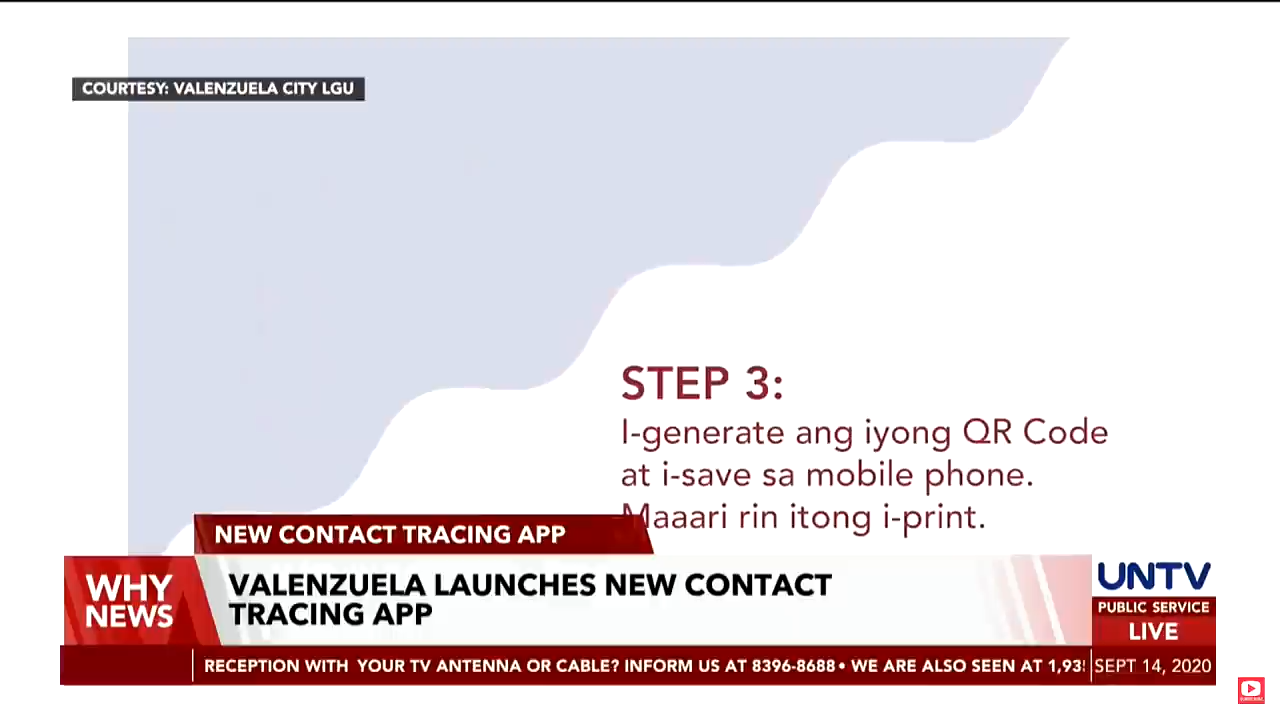 COURTESY: VALENZUELA CITY LGU
STEP 3:
I-generate ang iyong QR Code
at i-save sa mobile phone.
Maaari rin itong i-print.
NEW CONTACT TRACING APP
WHY
NEWS
VALENZUELA LAUNCHES NEW CONTACT
TRACING APP
UNTV
PUBLIC SERVICE
LIVE
RECEPTION WITH YOUR TV ANTENNA OR CABLE? INFORM US AT 8396-8688 • WE ARE ALSO SEEN AT 1,93
SEPT 14, 2020